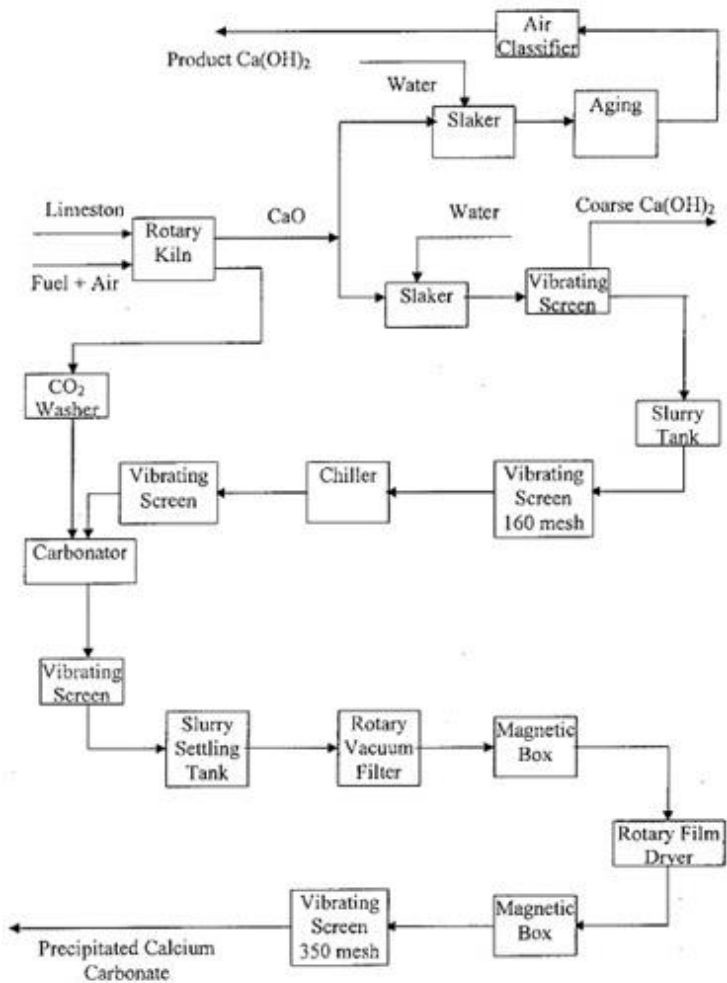 Air
Classifier
Product Ca(OH)₂
Water
Slaker
Aging
Limeston
CaO
Water
Coarse Ca(OH)₂
Rotary
Kiln
Fuel + Air
Slaker
Vibrating
Screen
CO₂
Washer
Slurry
Tank
Vibrating
Screen
Chiller
Vibrating
Screen
160 mesh
Carbonator
Vibrating
Screen
Slurry
Settling
Tank
Rotary
Vacuum
Filter
Magnetic
Box
Rotary Film
Dryer
Vibrating
Screen
350 mesh
Magnetic
Box
Precipitated Calcium
Carbonate